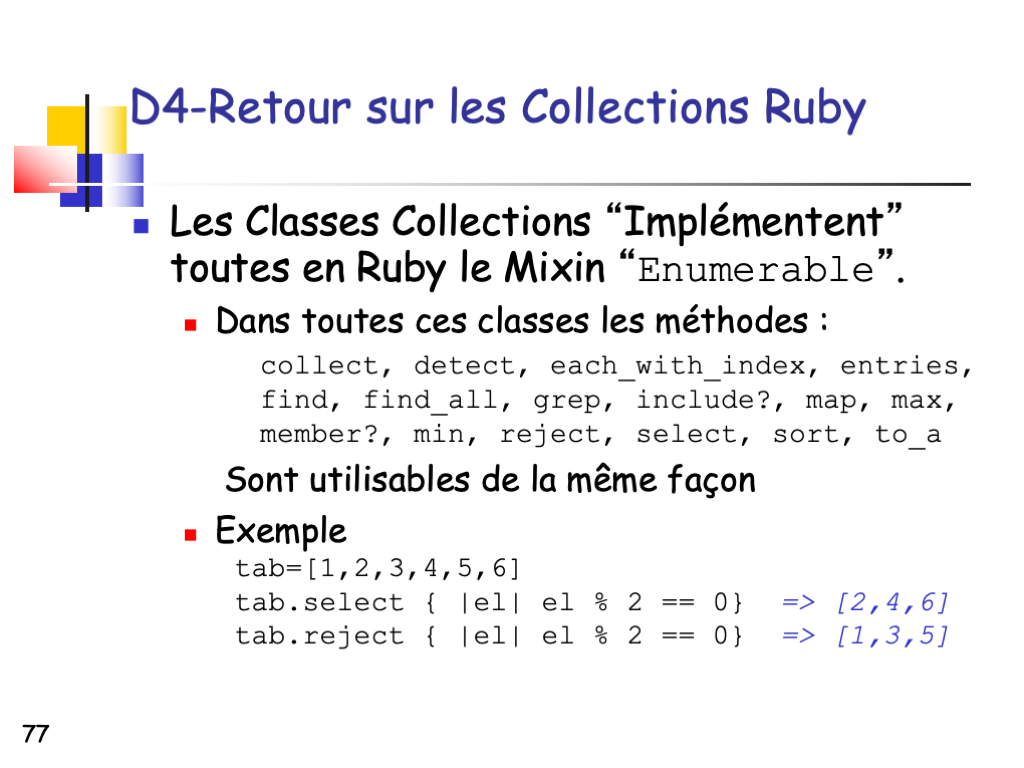 D4-Retour sur les Collections Ruby
Les Classes Collections “Implémentent”
toutes en Ruby le Mixin “Enumerable”.
Dans toutes ces classes les méthodes :
collect, detect, each_with_index, entries,
find, find_all, grep, include?, map, max,
member?, min, reject, select, sort, to_a
Sont utilisables de la même façon
Exemple
tab=[1,2,3,4,5,6]
tab.select { |el| el % 2 == 0} => [2,4,6]
tab.reject { |el| el % 2 == 0} => [1,3,5]
77